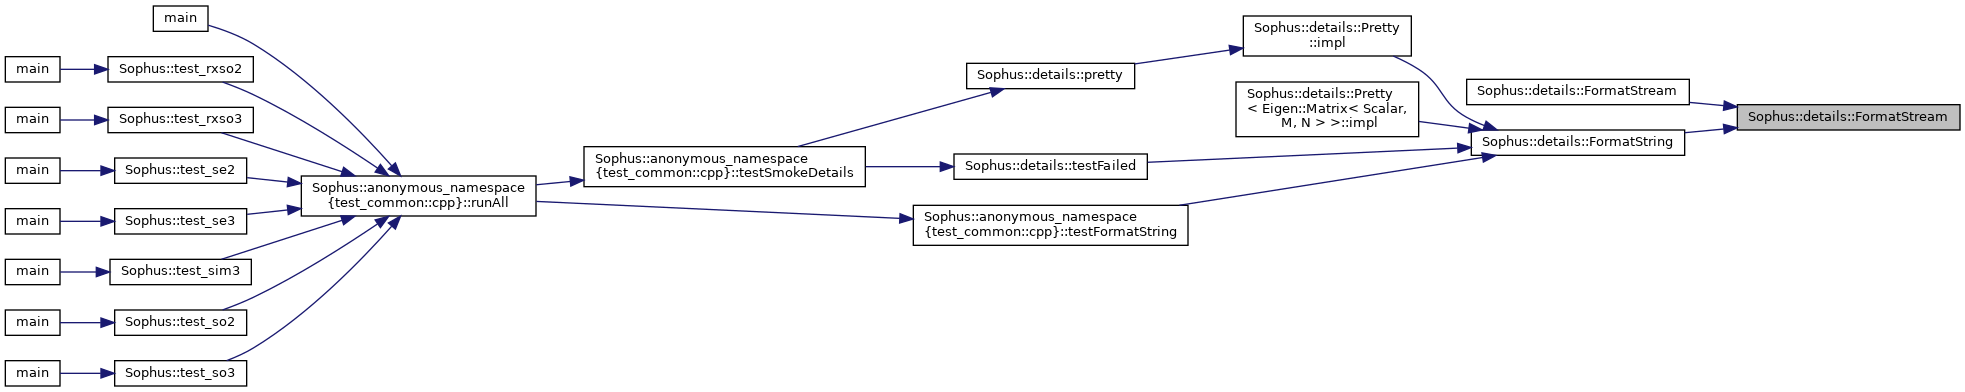 main
main
Sophus::test_rxso2
main
Sophus::test_rxso3
main
Sophus::test_se2
main
Sophus::test_se3
main
Sophus::test_sim3
main
Sophus::test_so2
main
Sophus::test_so3
Sophus::anonymous_namespace
{test_common::cpp}::runAll
Sophus::anonymous_namespace
{test_common::cpp}::testSmokeDetails
Sophus::details::pretty
Sophus::details::testFailed
Sophus::anonymous_namespace
{test_common::cpp}::testFormatString
Sophus::details::Pretty
::impl
Sophus::details::Pretty
< Eigen::Matrix< Scalar,
M, N > >::impl
Sophus::details::FormatStream
Sophus::details::FormatString
Sophus::details::FormatStream